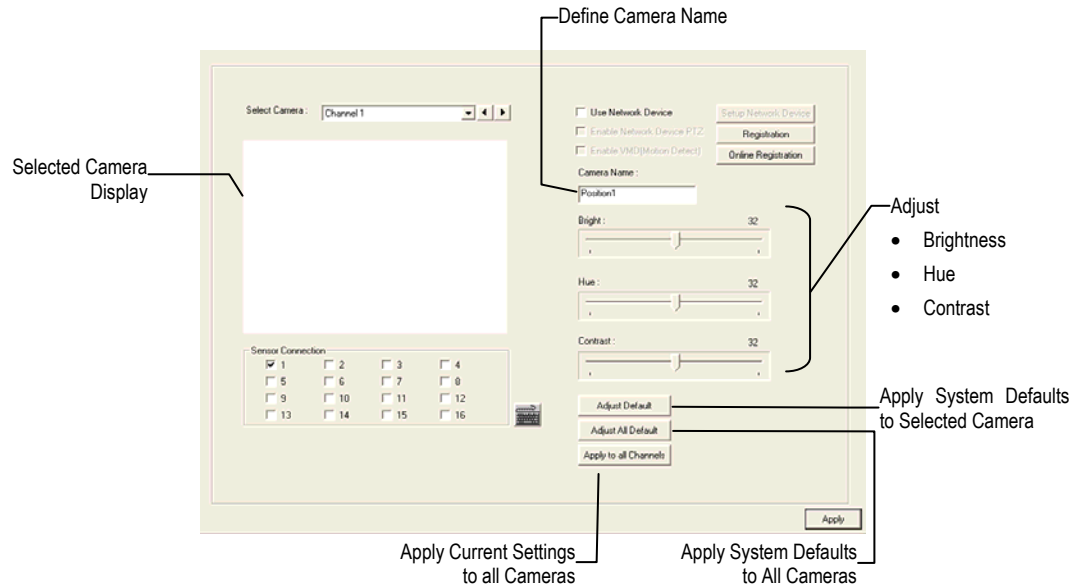 Define Camera Name
Select Camera :
Channel 1
Use Network Device
Setup Network Device
Enable Network Device PTZ
Registration
Enable VMD(Motion Detect)
Online Registration
Selected Camera
Display
Camera Name :
Position1
Bright :
32
Hue :
32
Contrast :
32
Adjust
• Brightness
• Hue
• Contrast
Sensor Connection
1 2 3 4
5 6 7 8
9 10 11 12
13 14 15 16
Adjust Default
Adjust All Default
Apply to all Channels
Apply System Defaults
to Selected Camera
Apply
Apply Current Settings
to all Cameras
Apply System Defaults
to All Cameras